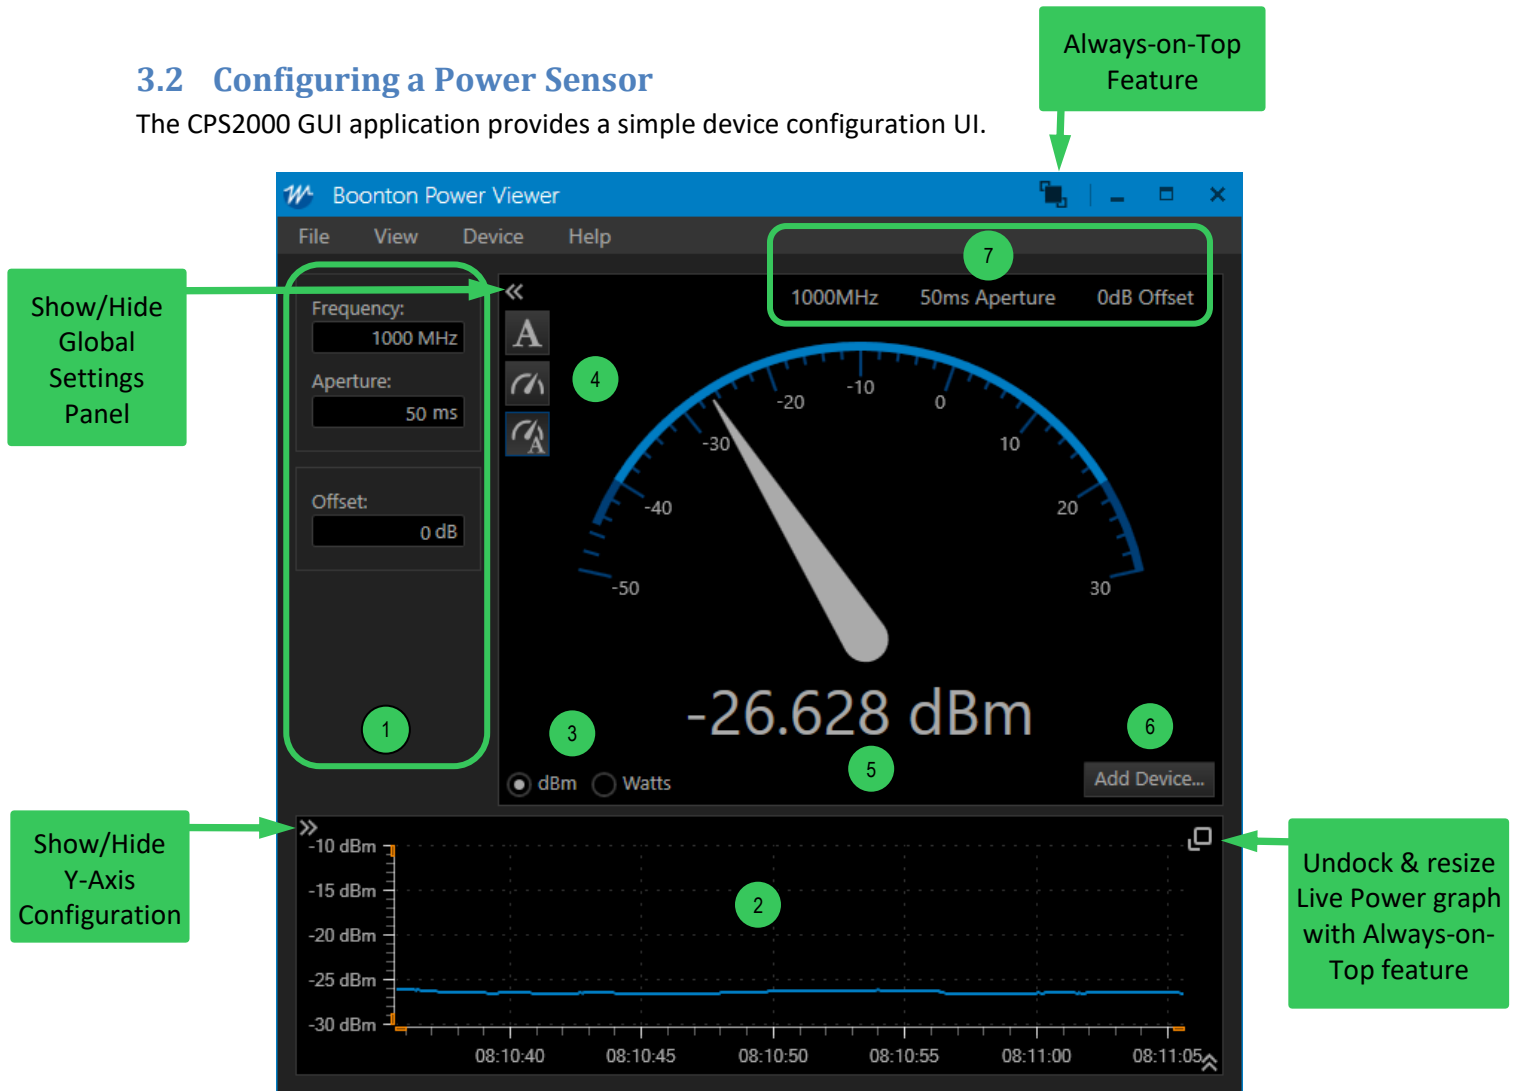 Always-on-Top
Feature
3.2 Configuring a Power Sensor
The CPS2000 GUI application provides a simple device configuration UI.
Boonton Power Viewer
File View Device Help
7
1000MHz 50ms Aperture 0dB Offset
Show/Hide
Global
Settings
Panel
Frequency:
1000 MHz
Aperture:
50 ms
Offset:
0 dB
1
A
A
4
-50
-40
-30
-20
-10
0
10
20
30
-26.628 dBm
3
5
6
dBm Watts
Add Device...
Show/Hide
Y-Axis
Configuration
-10 dBm
-15 dBm
-20 dBm
-25 dBm
-30 dBm
2
08:10:40 08:10:45 08:10:50 08:10:55 08:11:00 08:11:05
Undock & resize
Live Power graph
with Always-on-
Top feature